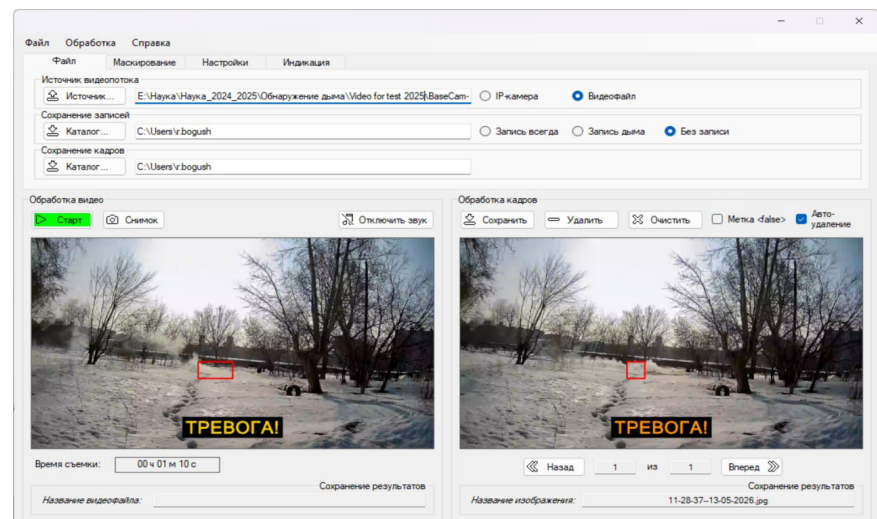 Файл Обработка Справка
Файл Маскирование Настройки Индикация
Источник видеопотока
Источник... E:\Наука\Наука_2024_2025\Обнаружение дыма\Video for test 2025\BaseCam- IP-камера Видеофайл
Сохранение записей
Каталог... C:\Users\r.bogush Запись всегда Запись дыма Без записи
Сохранение кадров
Каталог... C:\Users\r.bogush
Обработка видео
Старт Снимок Отключить звук
ТРЕВОГА!
Время съемки: 00 ч 01 м 10 с
Сохранение результатов
Название видеофайла:
Обработка кадров
Сохранить Удалить Очистить Метка <false> Авто-
удаление
ТРЕВОГА!
Назад 1 из 1 Вперед
Сохранение результатов
Название изображения: 11-28-37--13-05-2026.jpg